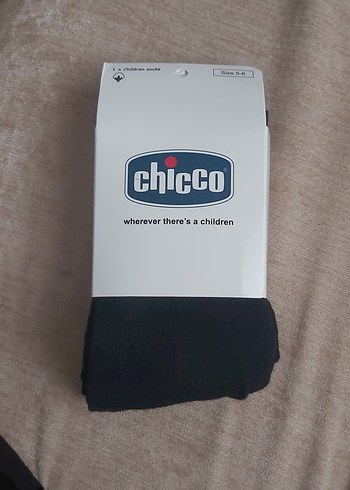 1 x Children socks
Size 5-6
chicco
wherever there's a children